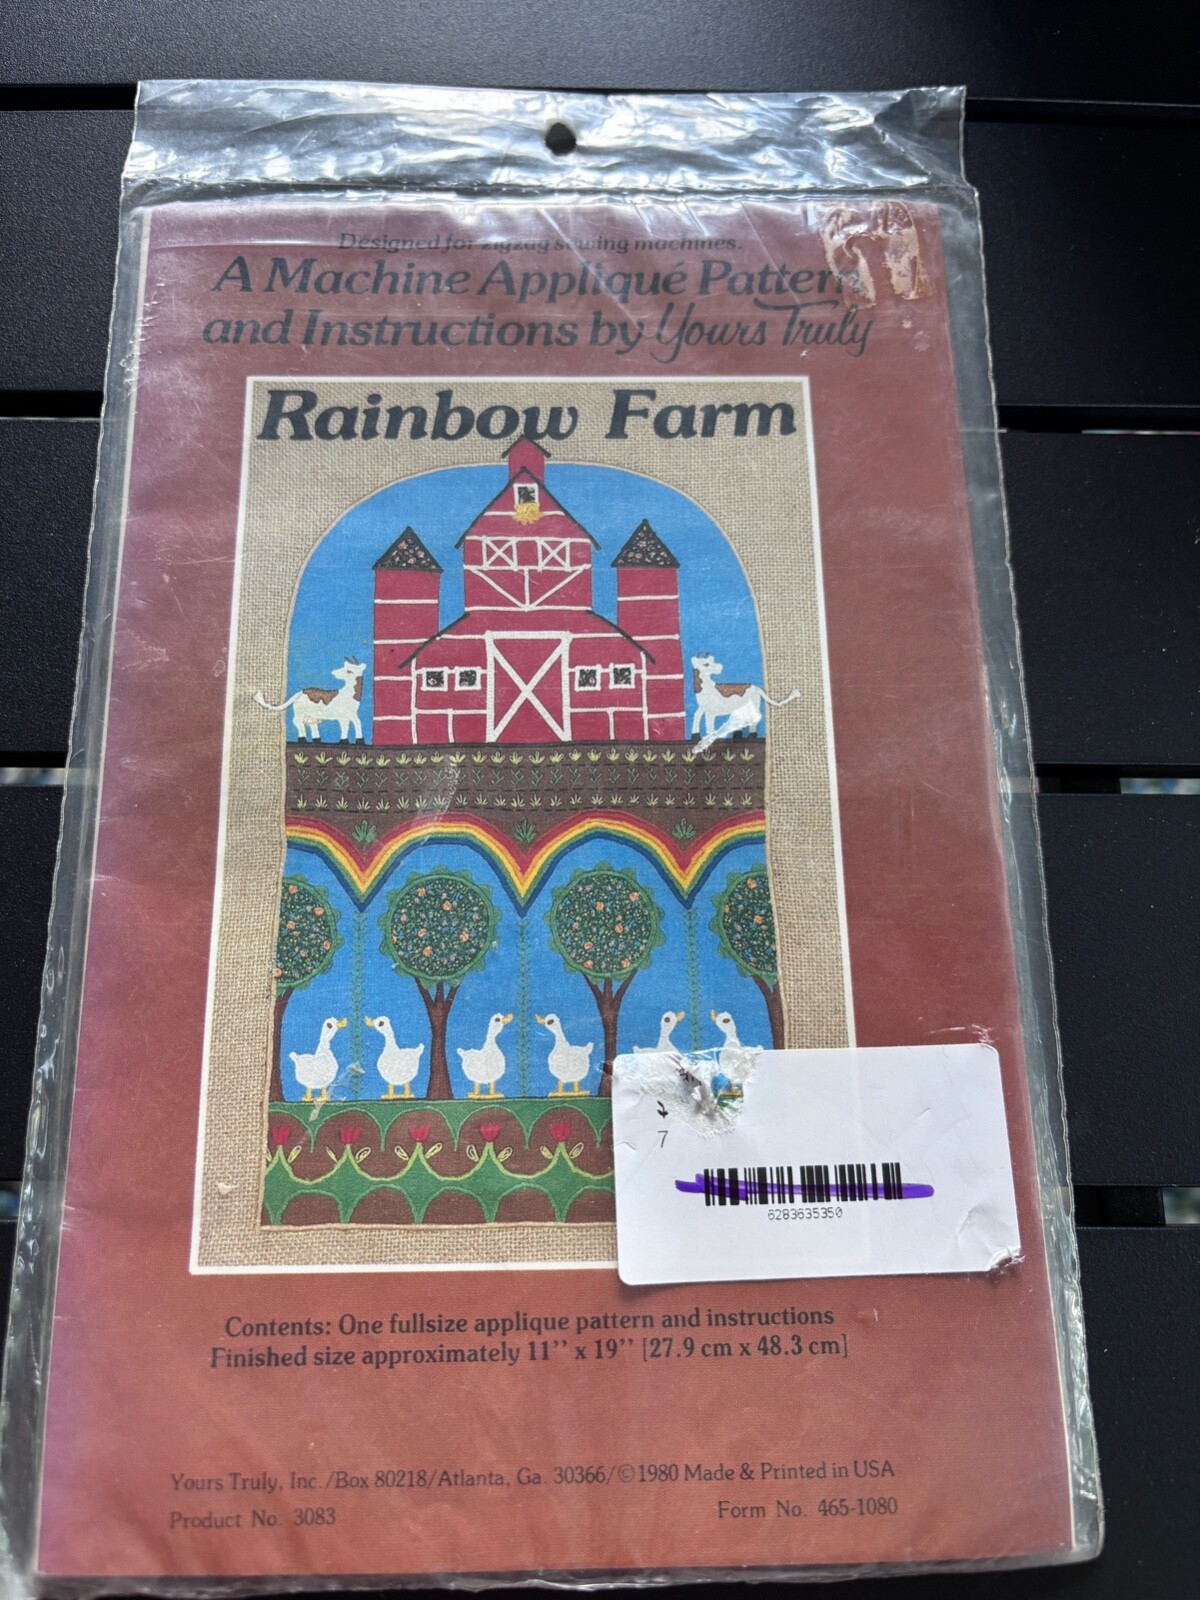 Designed for zigzag sewing machines.
A Machine Appliqué Pattern
and Instructions by Yours Truly
Rainbow Farm
7
6283635350
Contents: One fullsize applique pattern and instructions
Finished size approximately 11’’ x 19’’ [27.9 cm x 48.3 cm]
Yours Truly, Inc./Box 80218/Atlanta, Ga. 30366/©1980 Made & Printed in USA
Product No. 3083
Form No. 465-1080